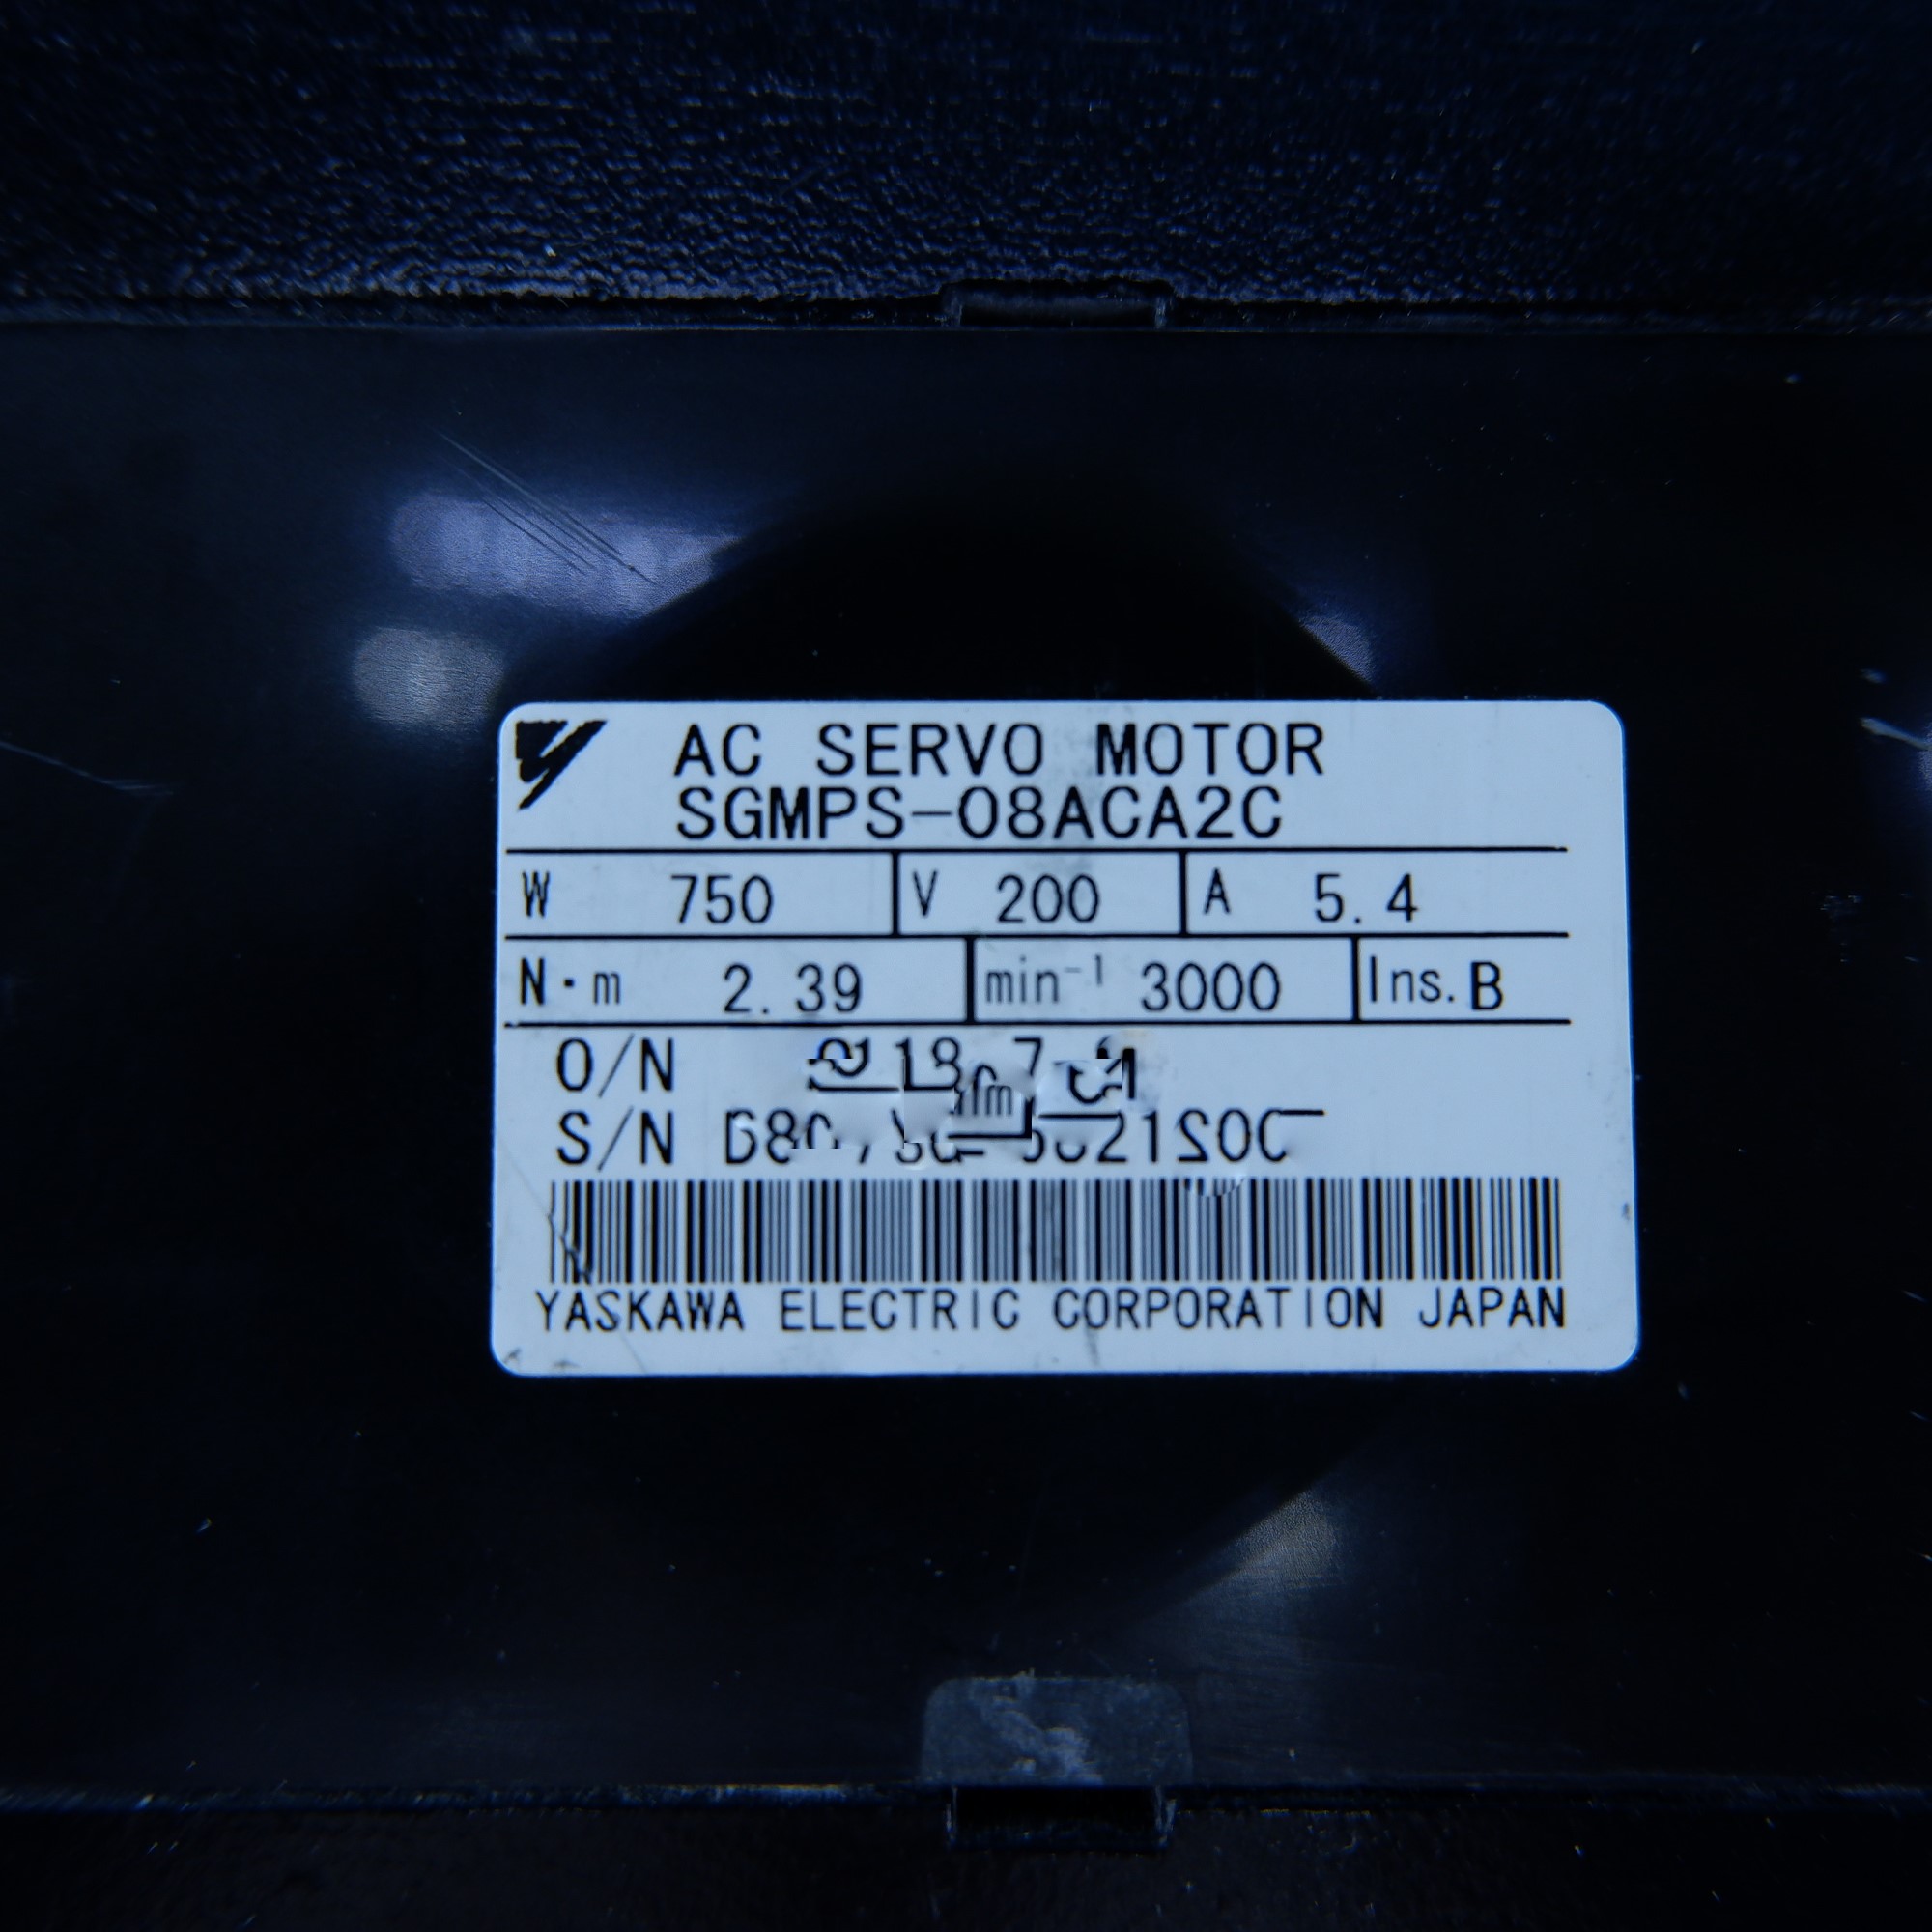 AC SERVO MOTOR
SGMPS-08ACA2C
W 750 V 200 A 5.4
N·m 2.39 min⁻¹ 3000 Ins. B
O/N
S/N
YASKAWA ELECTRIC CORPORATION JAPAN